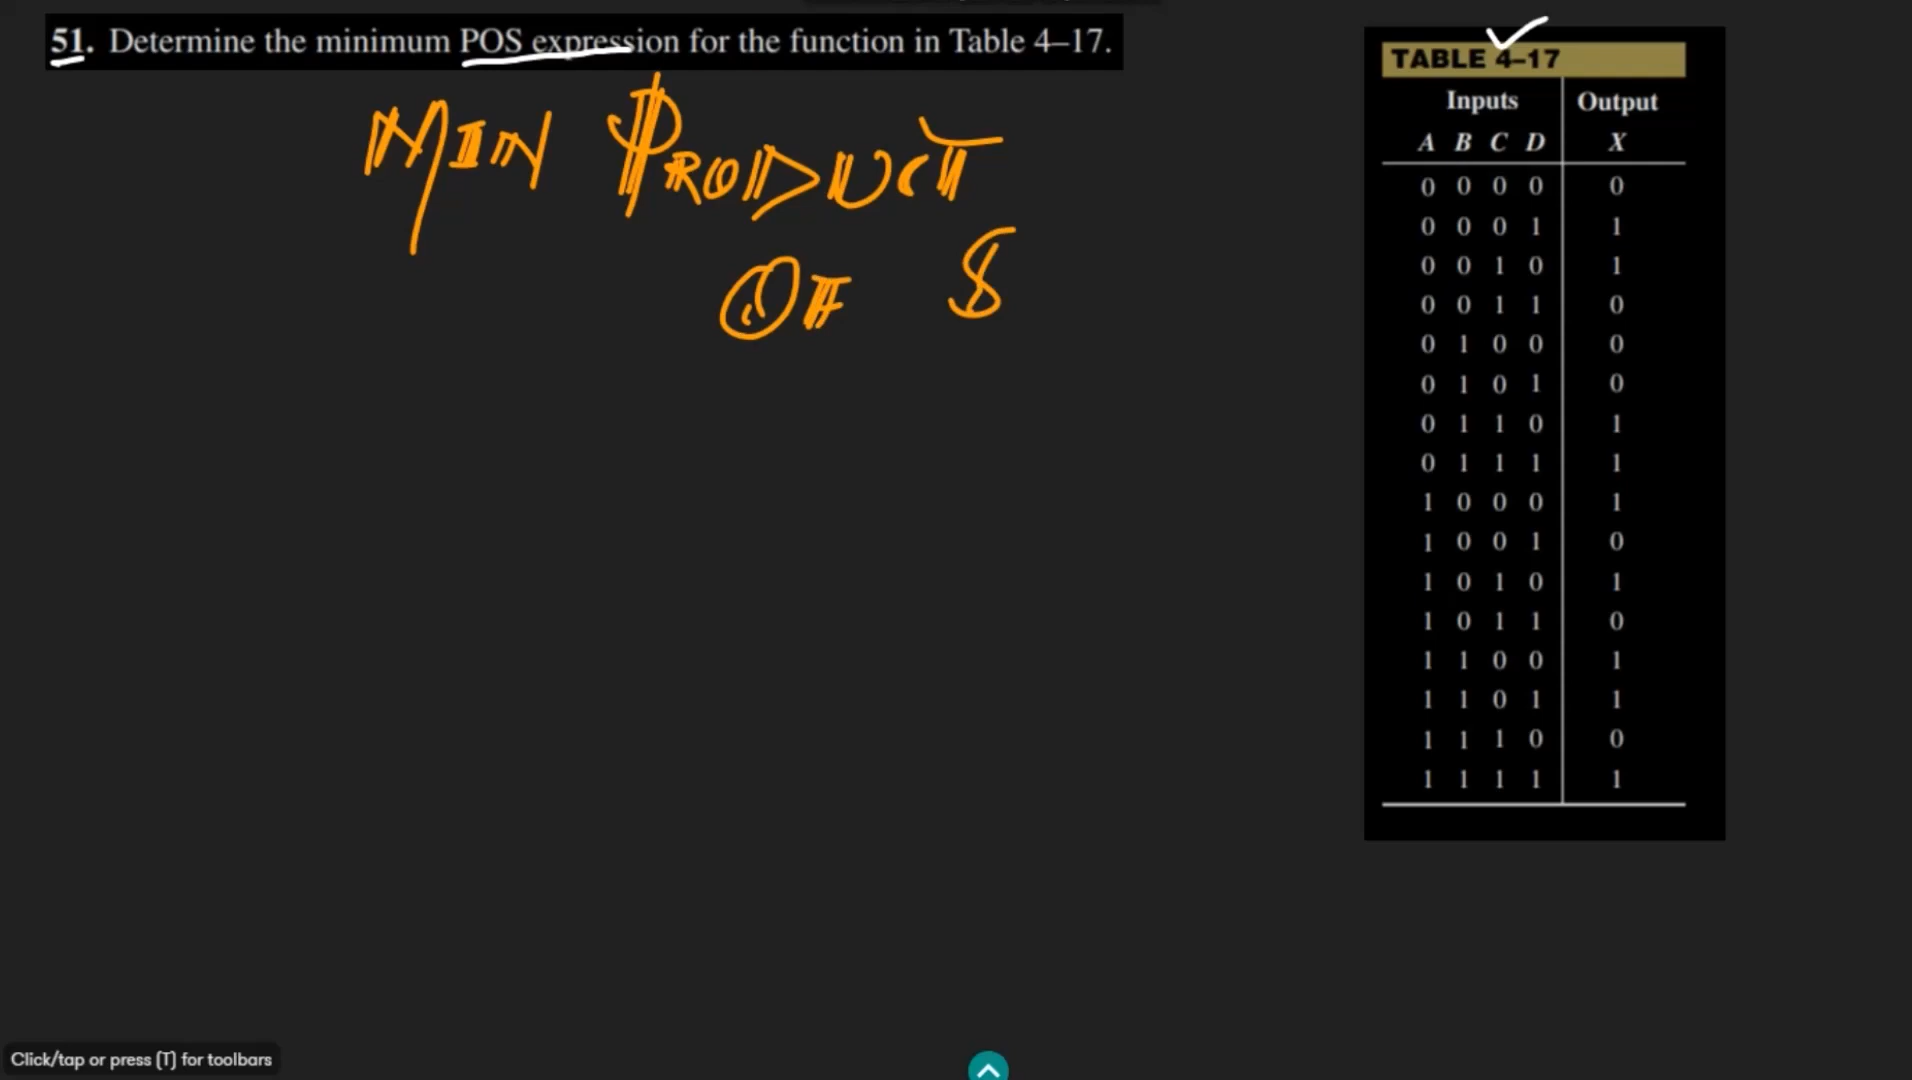 51. Determine the minimum POS expression for the function in Table 4–17.
MIN PRODUCT
OF S
TABLE 4–17
Inputs Output
A B C D X
0 0 0 0 0
0 0 0 1 1
0 0 1 0 1
0 0 1 1 0
0 1 0 0 0
0 1 0 1 0
0 1 1 0 1
0 1 1 1 1
1 0 0 0 1
1 0 0 1 0
1 0 1 0 1
1 0 1 1 0
1 1 0 0 1
1 1 0 1 1
1 1 1 0 0
1 1 1 1 1
Click/tap or press (T) for toolbars